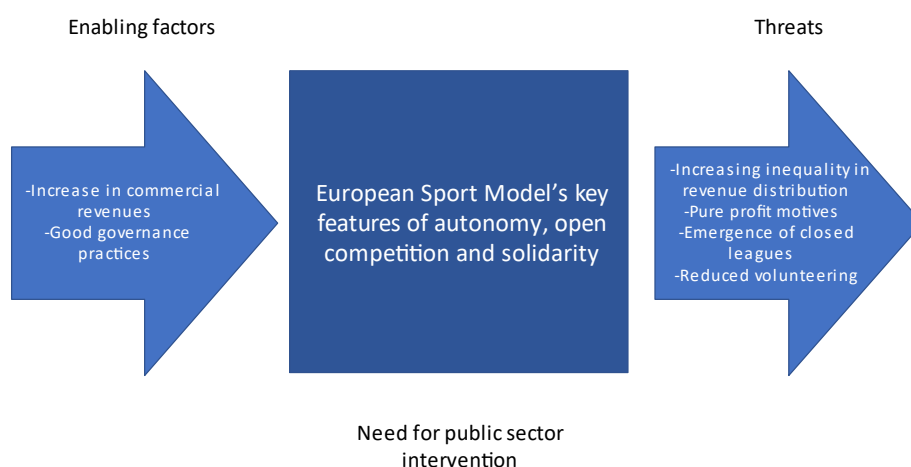 Enabling factors
Threats
-Increase in commercial
revenues
-Good governance
practices
European Sport Model's key
features of autonomy, open
competition and solidarity
-Increasing inequality in
revenue distribution
-Pure profit motives
-Emergence of closed
leagues
-Reduced volunteering
Need for public sector
intervention